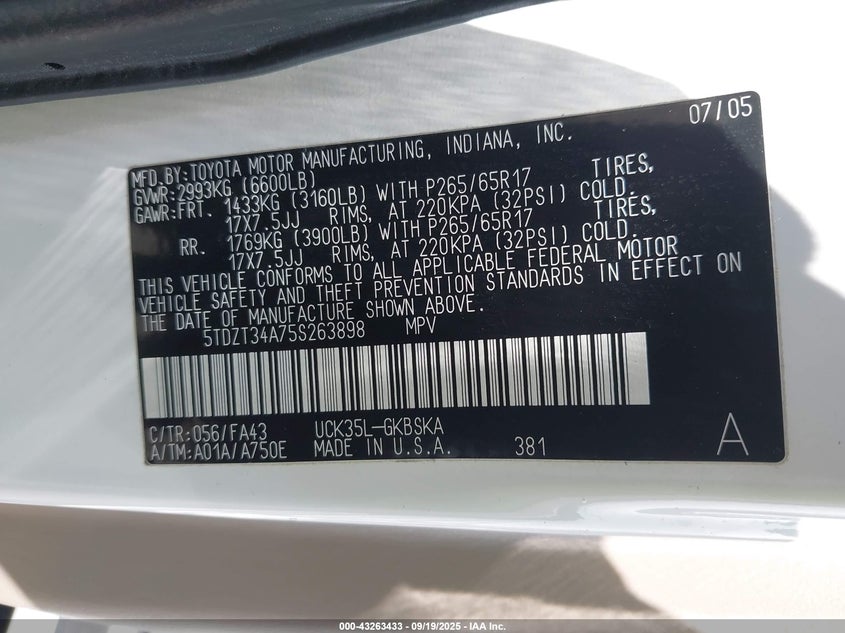 07/05
MFD.BY:TOYOTA MOTOR MANUFACTURING, INDIANA, INC.
GVWR:2993KG (6600LB)
GAWR:FRT. 1433KG (3160LB) WITH P265/65R17 TIRES,
17X7.5JJ RIMS, AT 220KPA (32PSI) COLD.
RR. 1769KG (3900LB) WITH P265/65R17 TIRES,
17X7.5JJ RIMS, AT 220KPA (32PSI) COLD.
THIS VEHICLE CONFORMS TO ALL APPLICABLE FEDERAL MOTOR
VEHICLE SAFETY AND THEFT PREVENTION STANDARDS IN EFFECT ON
THE DATE OF MANUFACTURE SHOWN ABOVE.
5TDZT34A75S263898 MPV
C/TR:056/FA43 UCK35L-GKBSKA
A/TM:A01A/A750E MADE IN U.S.A. 381 A
000-43263433 - 09/19/2025 - IAA Inc.